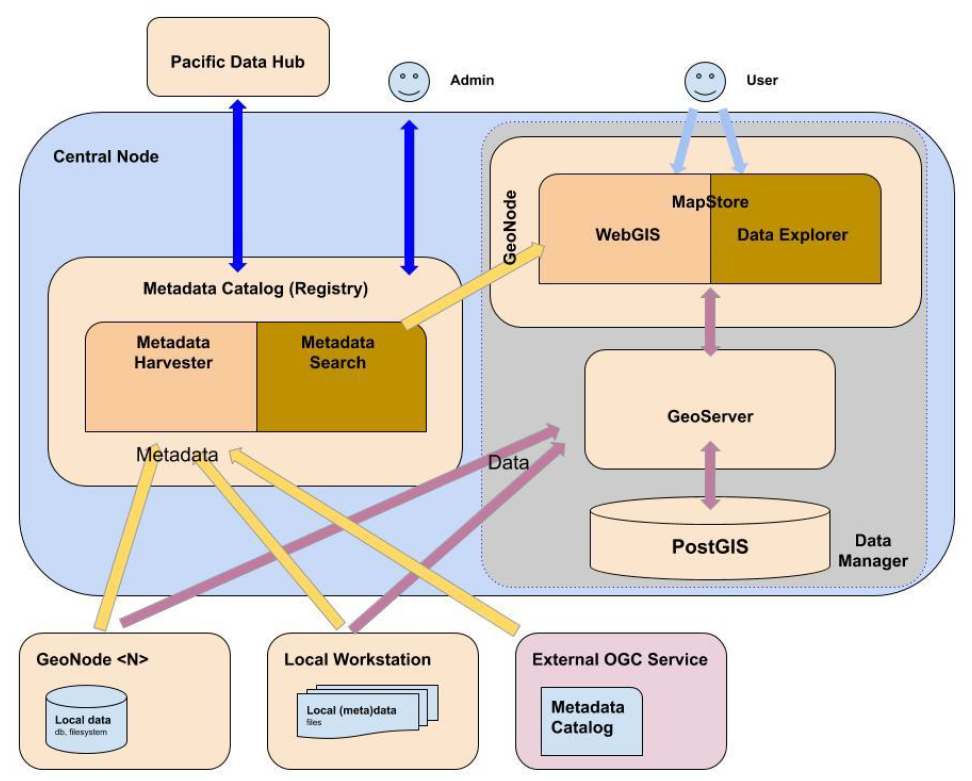 Pacific Data Hub
Admin
User
Central Node
GeoNode
MapStore
WebGIS
Data Explorer
Metadata Catalog (Registry)
Metadata
Harvester
Metadata
Search
GeoServer
Metadata
Data
PostGIS
Data
Manager
GeoNode <N>
Local data
db, filesystem
Local Workstation
Local (meta)data
files
External OGC Service
Metadata
Catalog